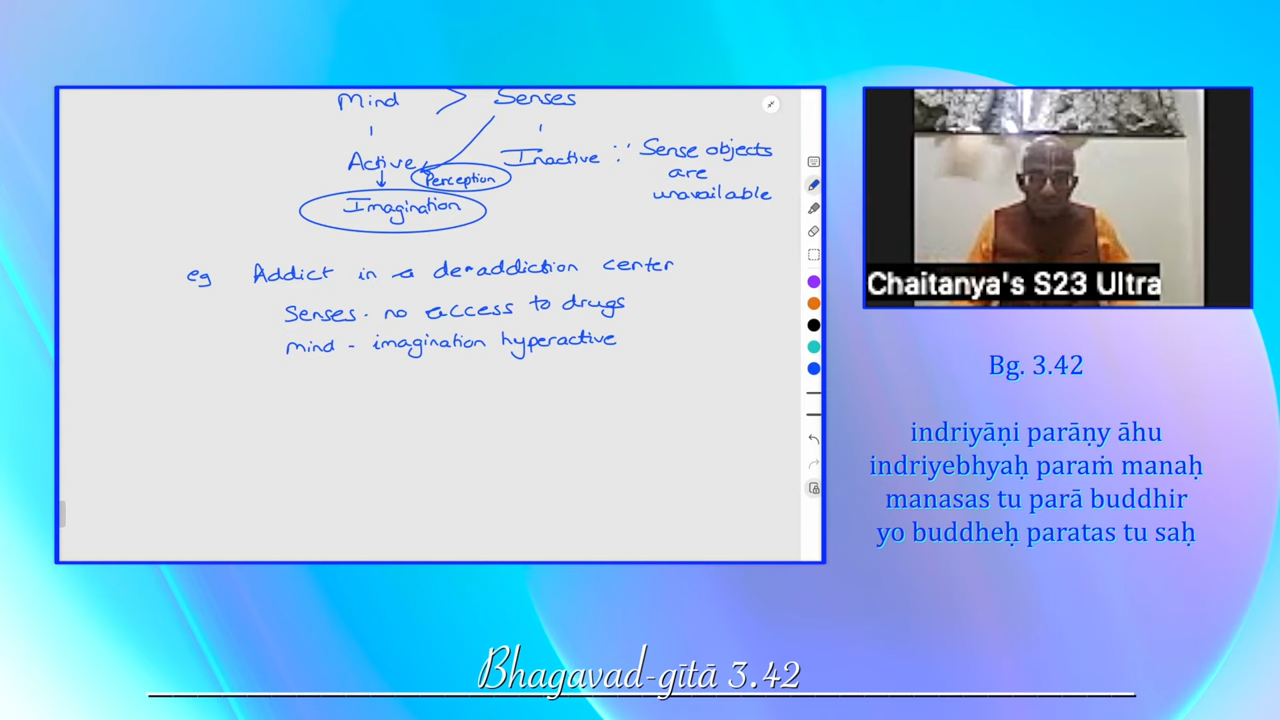 Mind > Senses
Active Inactive ∵ Sense objects
are
Perception
unavailable
Imagination
eg Addict in a deaddiction center
Senses - no access to drugs
mind - imagination hyperactive
Chaitanya's S23 Ultra
Bg. 3.42
indriyāṇi parāṇy āhu
indriyebhyaḥ paraṁ manaḥ
manasas tu parā buddhir
yo buddheḥ paratas tu saḥ
Bhagavad-gītā 3.42